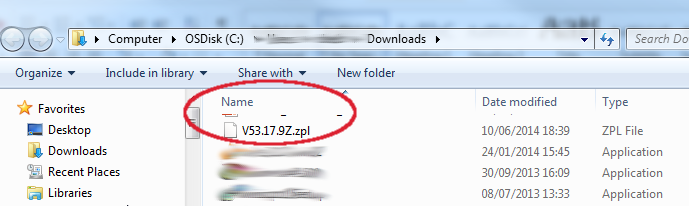 Computer ▸ OSDisk (C:) ▸ Downloads ▸
Search Do
Organize ▾ Include in library ▾ Share with ▾ New folder
Favorites
Desktop
Downloads
Recent Places
Libraries
Name Date modified Type
V53.17.9Z.zpl 10/06/2014 18:39 ZPL File
24/01/2014 15:45 Application
30/09/2013 16:09 Application
08/07/2013 13:33 Application